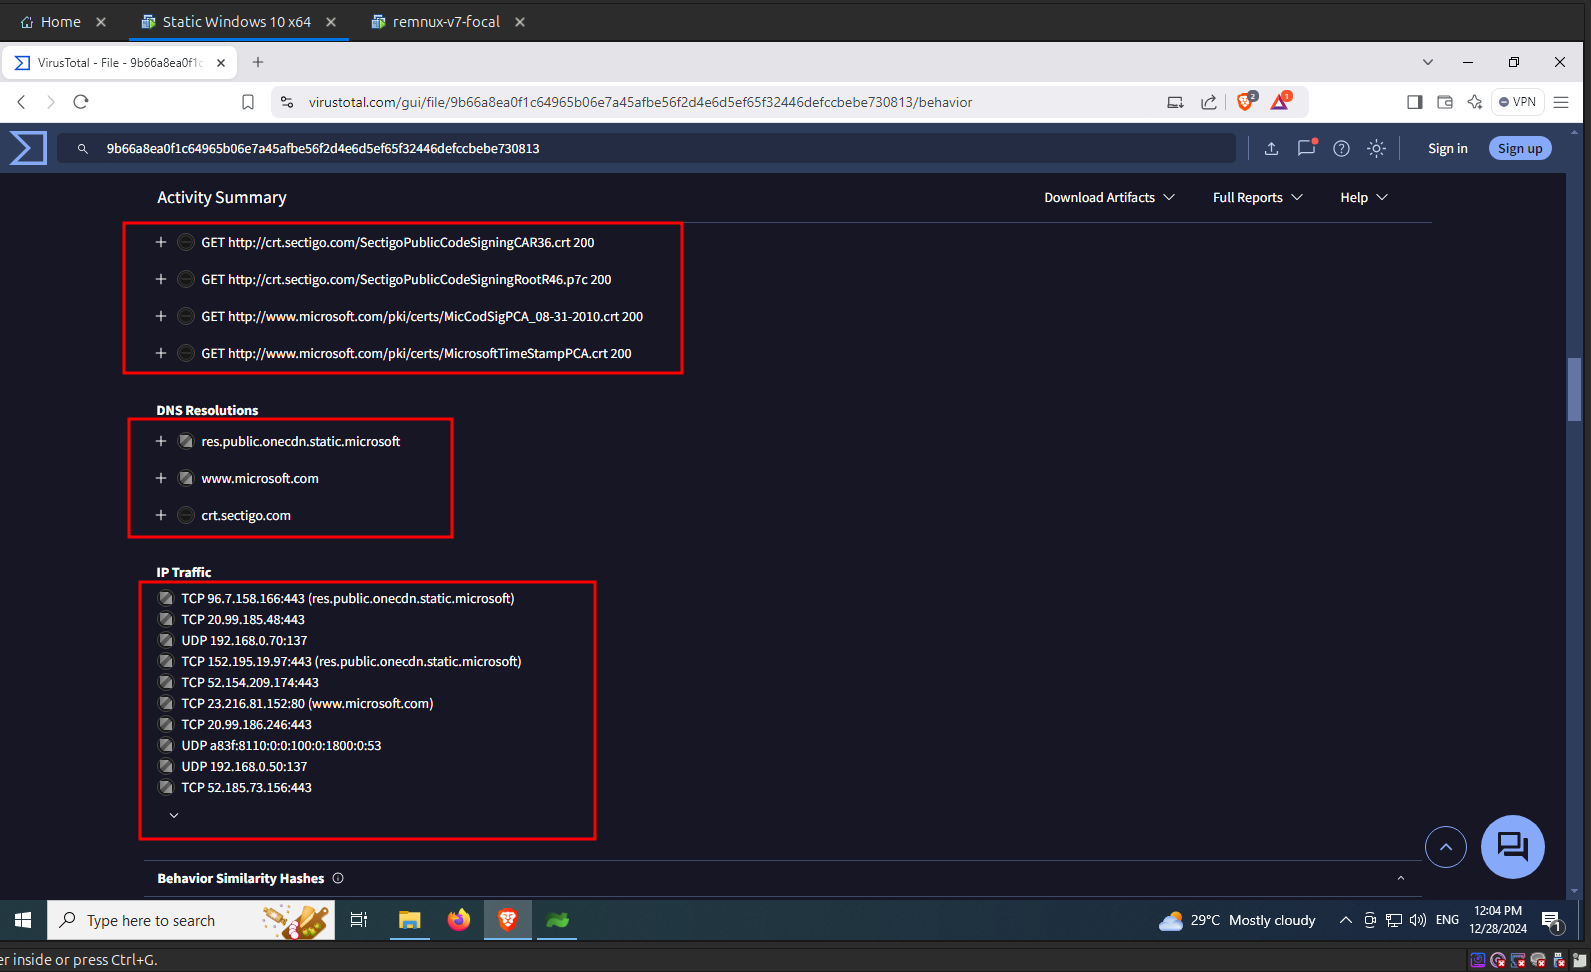 Home
Static Windows 10 x64
remnux-v7-focal
VirusTotal - File - 9b66a8ea0f1c
virustotal.com/gui/file/9b66a8ea0f1c64965b06e7a45afbe56f2d4e6d5ef65f32446defccbebe730813/behavior
2
1
VPN
9b66a8ea0f1c64965b06e7a45afbe56f2d4e6d5ef65f32446defccbebe730813
Sign in
Sign up
Activity Summary
Download Artifacts
Full Reports
Help
GET http://crt.sectigo.com/SectigoPublicCodeSigningCAR36.crt 200
GET http://crt.sectigo.com/SectigoPublicCodeSigningRootR46.p7c 200
GET http://www.microsoft.com/pki/certs/MicCodSigPCA_08-31-2010.crt 200
GET http://www.microsoft.com/pki/certs/MicrosoftTimeStampPCA.crt 200
DNS Resolutions
res.public.onecdn.static.microsoft
www.microsoft.com
crt.sectigo.com
IP Traffic
TCP 96.7.158.166:443 (res.public.onecdn.static.microsoft)
TCP 20.99.185.48:443
UDP 192.168.0.70:137
TCP 152.195.19.97:443 (res.public.onecdn.static.microsoft)
TCP 52.154.209.174:443
TCP 23.216.81.152:80 (www.microsoft.com)
TCP 20.99.186.246:443
UDP a83f:8110:0:0:100:0:1800:0:53
UDP 192.168.0.50:137
TCP 52.185.73.156:443
Behavior Similarity Hashes
Type here to search
29°C Mostly cloudy
ENG
12:04 PM
12/28/2024
1
er inside or press Ctrl+G.